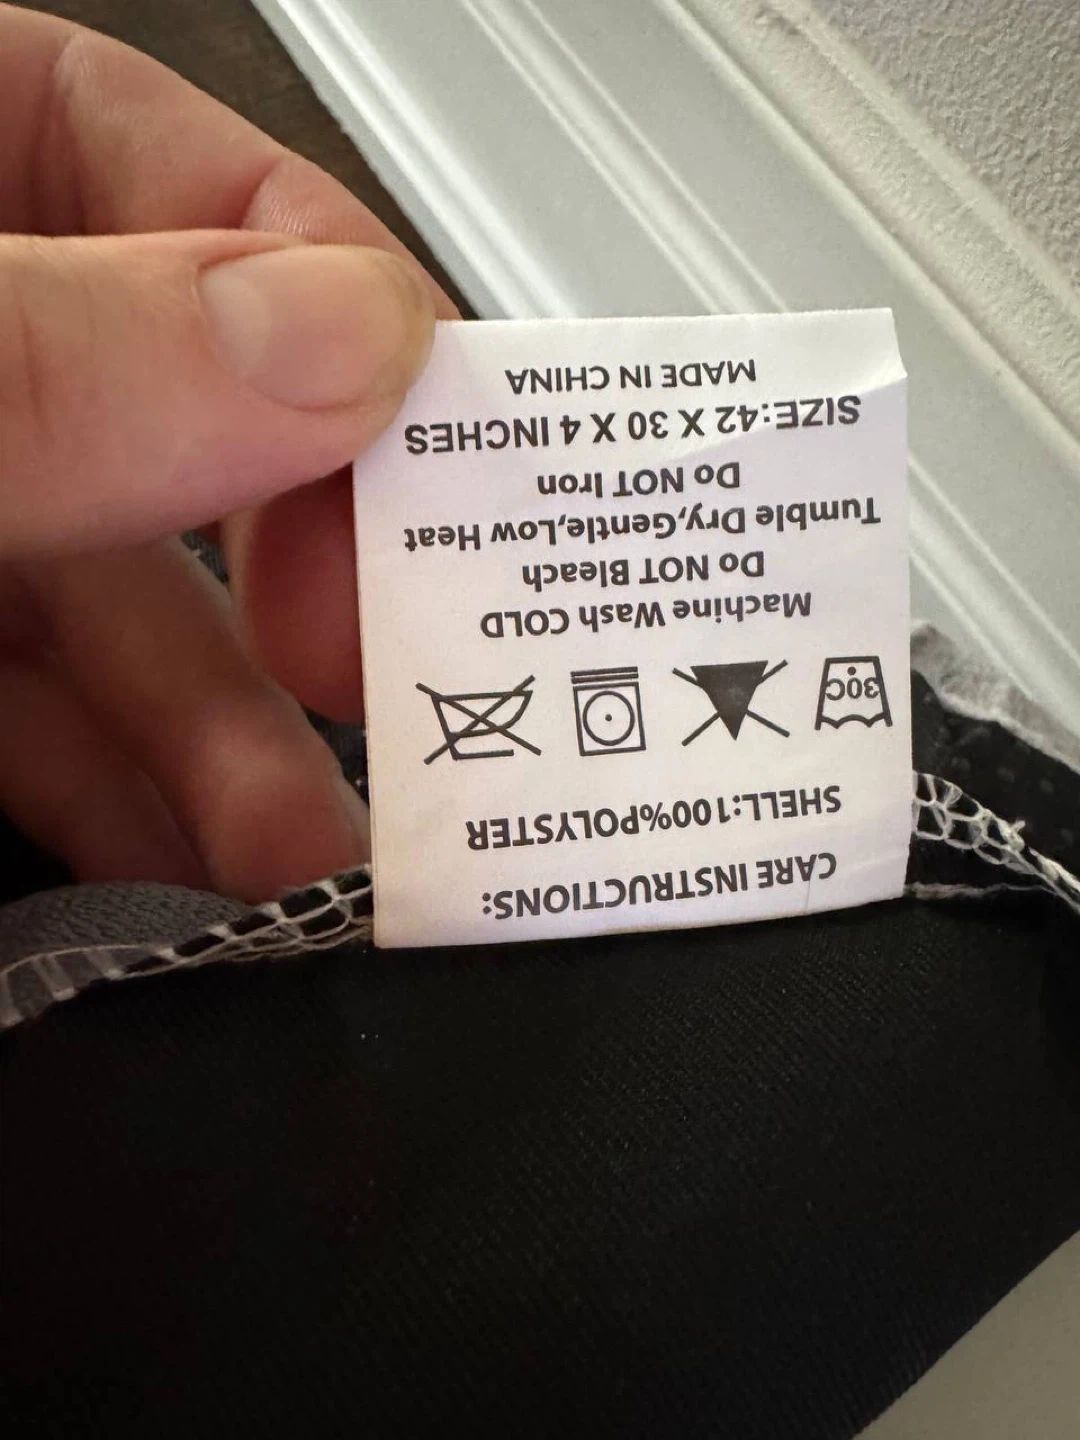 CARE INSTRUCTIONS:
SHELL:100%POLYESTER
30C
Machine Wash COLD
Do NOT Bleach
Tumble Dry,Gentle,Low Heat
Do NOT Iron
SIZE:42 X 30 X 4 INCHES
MADE IN CHINA